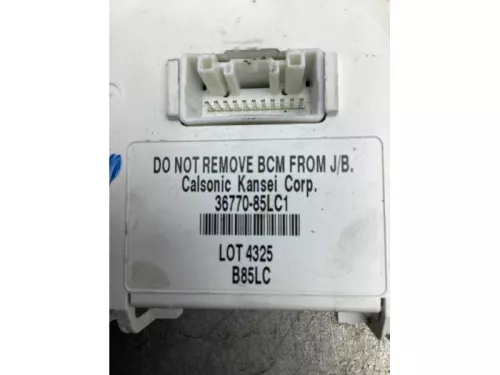 DO NOT REMOVE BCM FROM J/B.
Calsonic Kansei Corp.
36770-85LC1
LOT 4325
B85LC